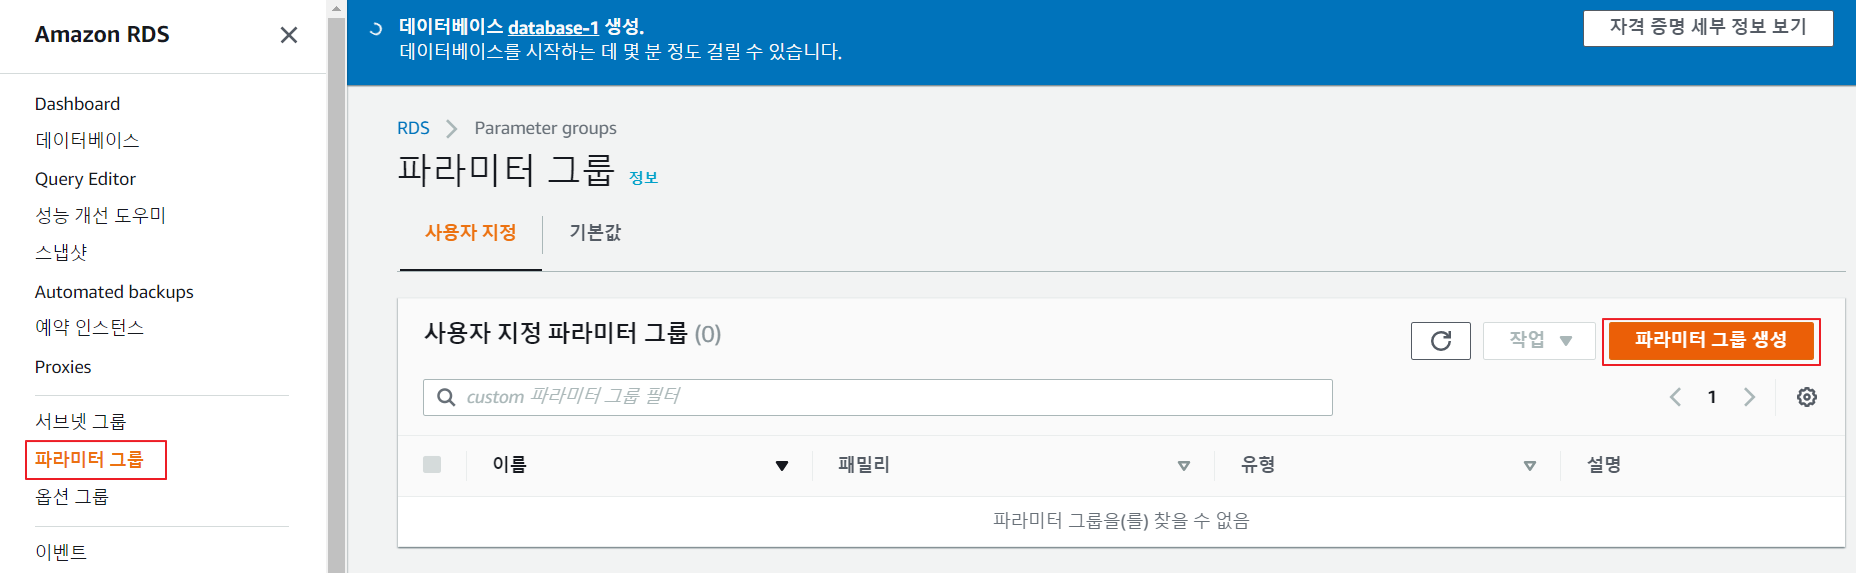 Amazon RDS
Dashboard
데이터베이스
Query Editor
성능 개선 도우미
스냅샷
Automated backups
예약 인스턴스
Proxies
서브넷 그룹
파라미터 그룹
옵션 그룹
이벤트
데이터베이스 database-1 생성.
데이터베이스를 시작하는 데 몇 분 정도 걸릴 수 있습니다.
자격 증명 세부 정보 보기
RDS Parameter groups
파라미터 그룹 정보
사용자 지정 기본값
사용자 지정 파라미터 그룹 (0)
작업 파라미터 그룹 생성
custom 파라미터 그룹 필터 1
이름 패밀리 유형 설명
파라미터 그룹을(를) 찾을 수 없음